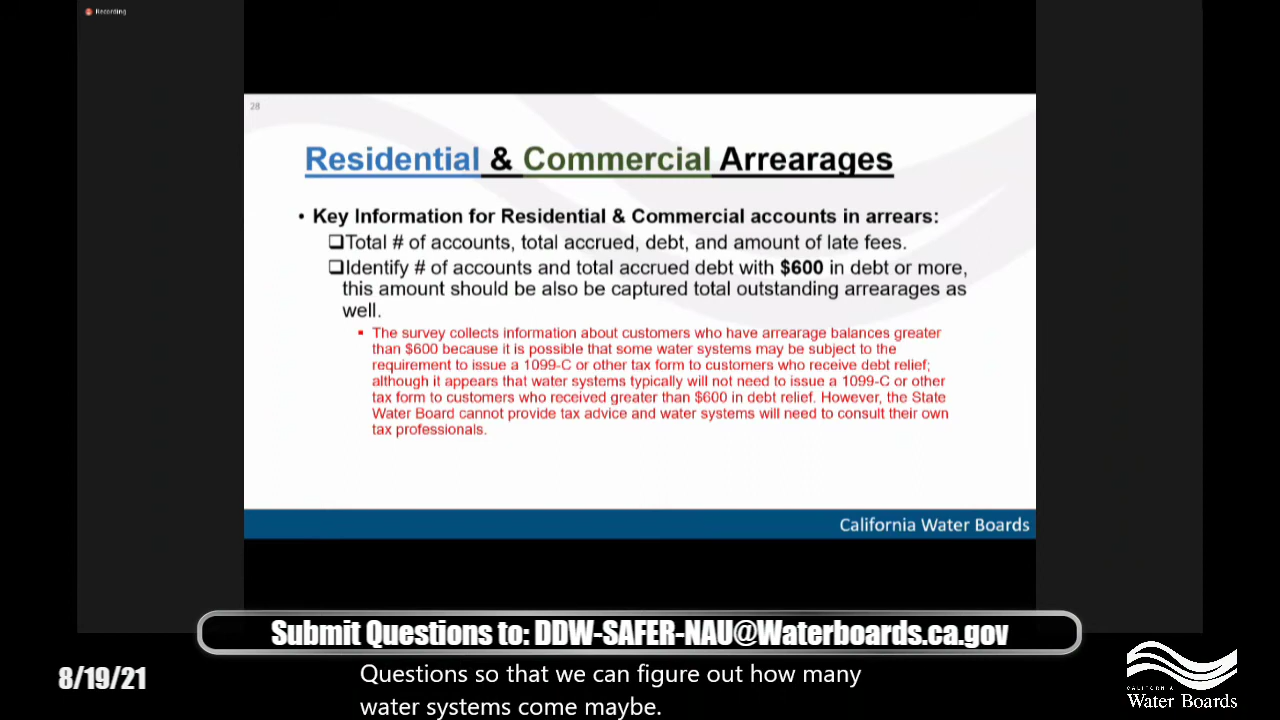 Recording
28
Residential & Commercial Arrearages
• Key Information for Residential & Commercial accounts in arrears:
❑Total # of accounts, total accrued, debt, and amount of late fees.
❑Identify # of accounts and total accrued debt with $600 in debt or more,
this amount should be also be captured total outstanding arrearages as
well.
▪ The survey collects information about customers who have arrearage balances greater
than $600 because it is possible that some water systems may be subject to the
requirement to issue a 1099-C or other tax form to customers who receive debt relief;
although it appears that water systems typically will not need to issue a 1099-C or other
tax form to customers who received greater than $600 in debt relief. However, the State
Water Board cannot provide tax advice and water systems will need to consult their own
tax professionals.
California Water Boards
Submit Questions to: DDW-SAFER-NAU@Waterboards.ca.gov
8/19/21
Questions so that we can figure out how many
water systems come maybe.
CALIFORNIA
Water Boards